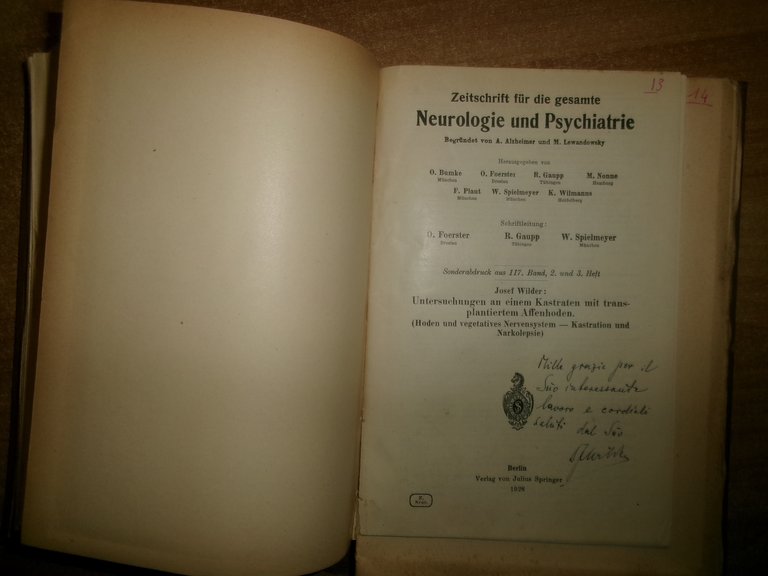 13
14
Zeitschrift für die gesamte
Neurologie und Psychiatrie
Begründet von A. Alzheimer und M. Lewandowsky
Herausgegeben von
O. Bumke O. Foerster R. Gaupp M. Nonne
München Breslau Tübingen Hamburg
F. Plaut W. Spielmeyer K. Wilmanns
München München Heidelberg
Schriftleitung:
O. Foerster R. Gaupp W. Spielmeyer
Breslau Tübingen München
Sonderabdruck aus 117. Band, 2. und 3. Heft
Josef Wilder:
Untersuchungen an einem Kastraten mit trans-
plantiertem Affenhoden.
(Hoden und vegetatives Nervensystem — Kastration und
Narkolepsie)
Mille grazie per il
Suo interessante
lavoro e cordiali
saluti dal Suo
Berlin
Verlag von Julius Springer
1928